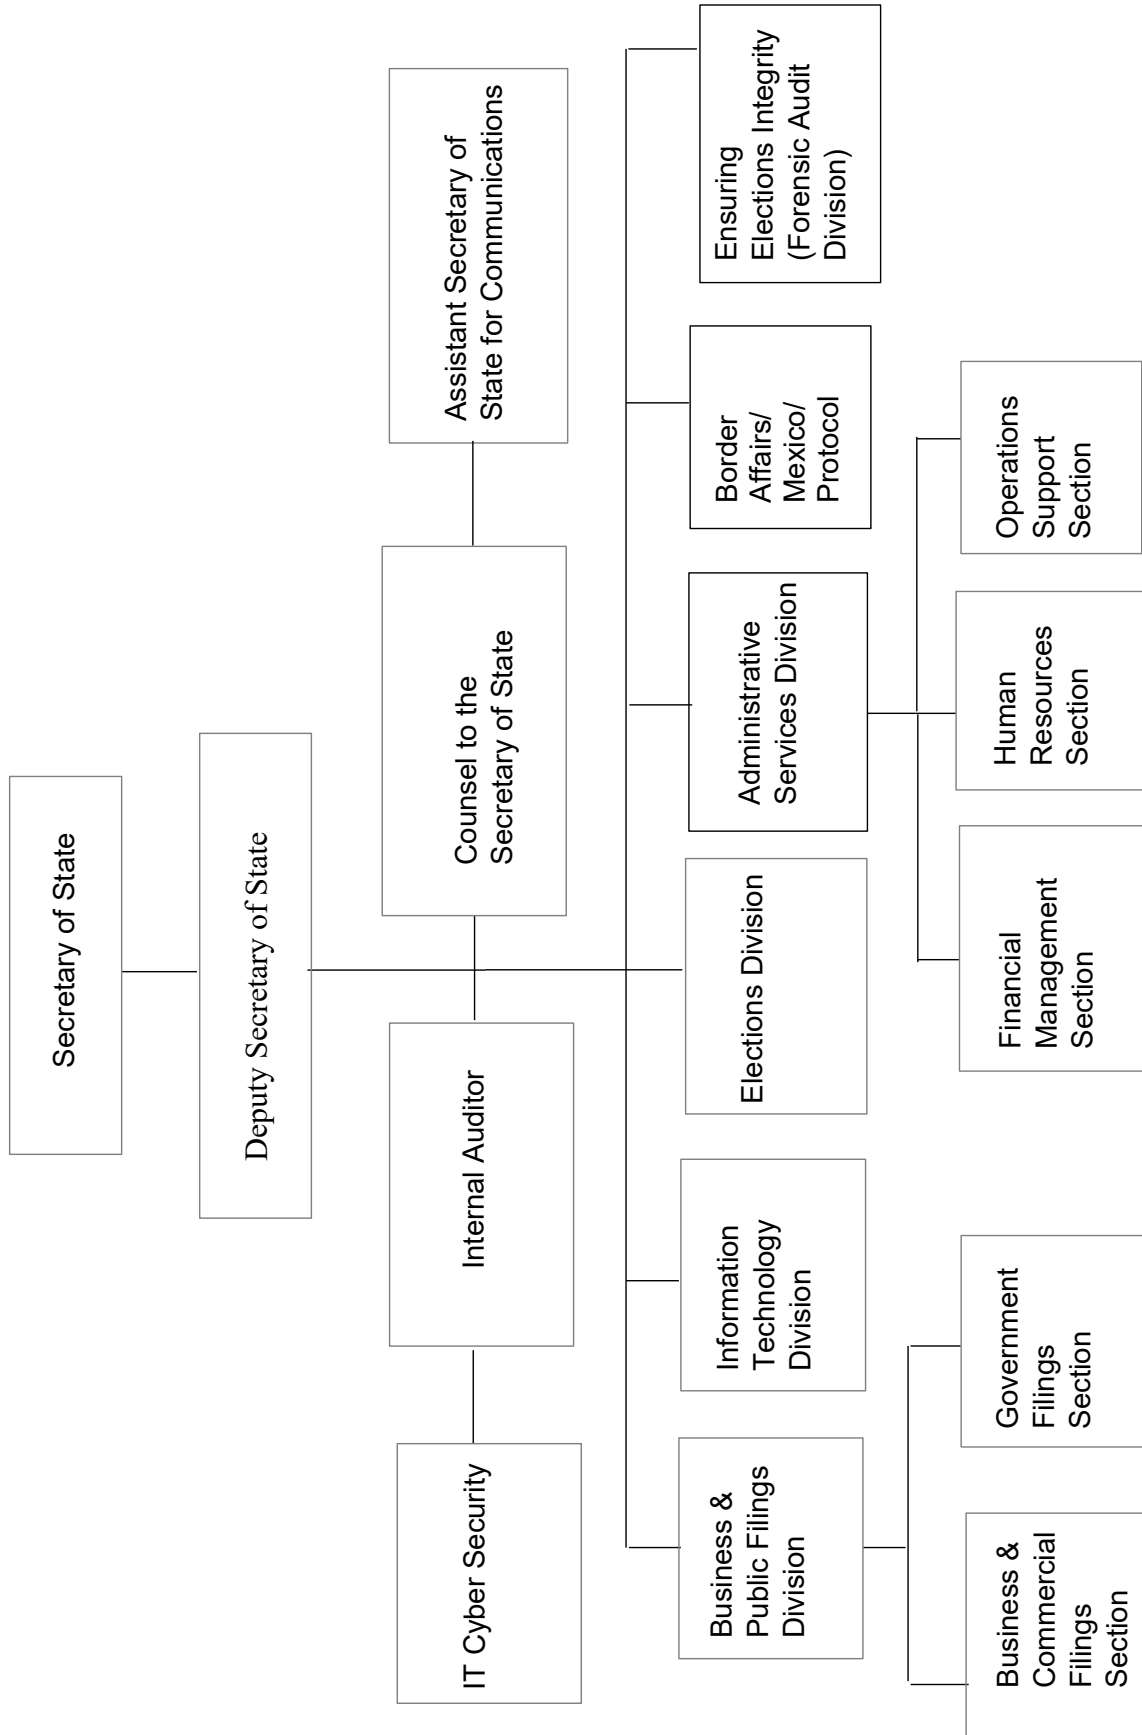 Secretary of State
Deputy Secretary of State
IT Cyber Security
Internal Auditor
Counsel to the
Secretary of State
Assistant Secretary of
State for Communications
Business &
Public Filings
Division
Information
Technology
Division
Elections Division
Administrative
Services Division
Border
Affairs/
Mexico/
Protocol
Ensuring
Elections Integrity
(Forensic Audit
Division)
Business &
Commercial
Filings
Section
Government
Filings
Section
Financial
Management
Section
Human
Resources
Section
Operations
Support
Section